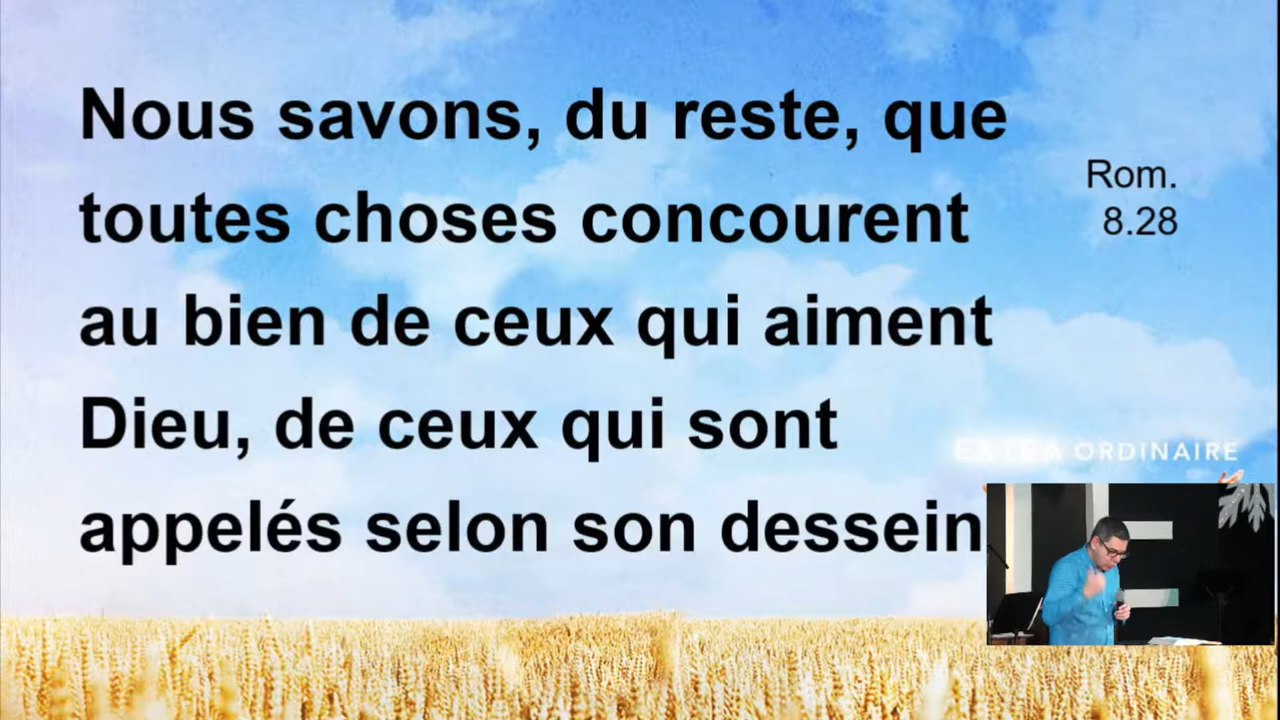 Nous savons, du reste, que
toutes choses concourent
au bien de ceux qui aiment
Dieu, de ceux qui sont
appelés selon son dessein
Rom.
8.28
EXTRA ORDINAIRE